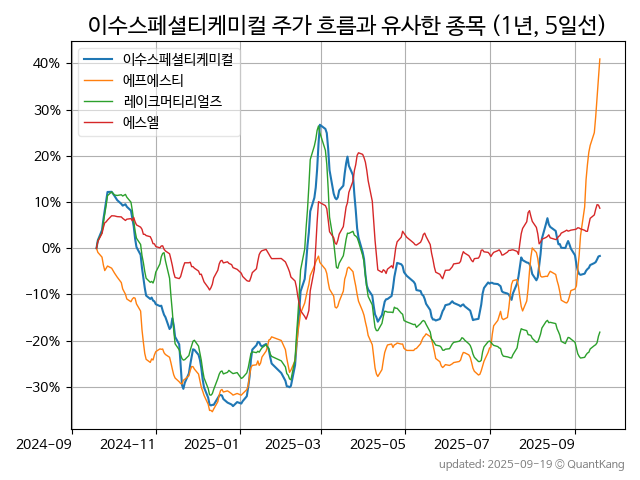 이수스페셜티케미컬 주가 흐름과 유사한 종목 (1년, 5일선)
이수스페셜티케미컬
에프에스티
레이크머티리얼즈
에스엘
40%
30%
20%
10%
0%
−10%
−20%
−30%
2024-09 2024-11 2025-01 2025-03 2025-05 2025-07 2025-09
updated: 2025-09-19 © QuantKang